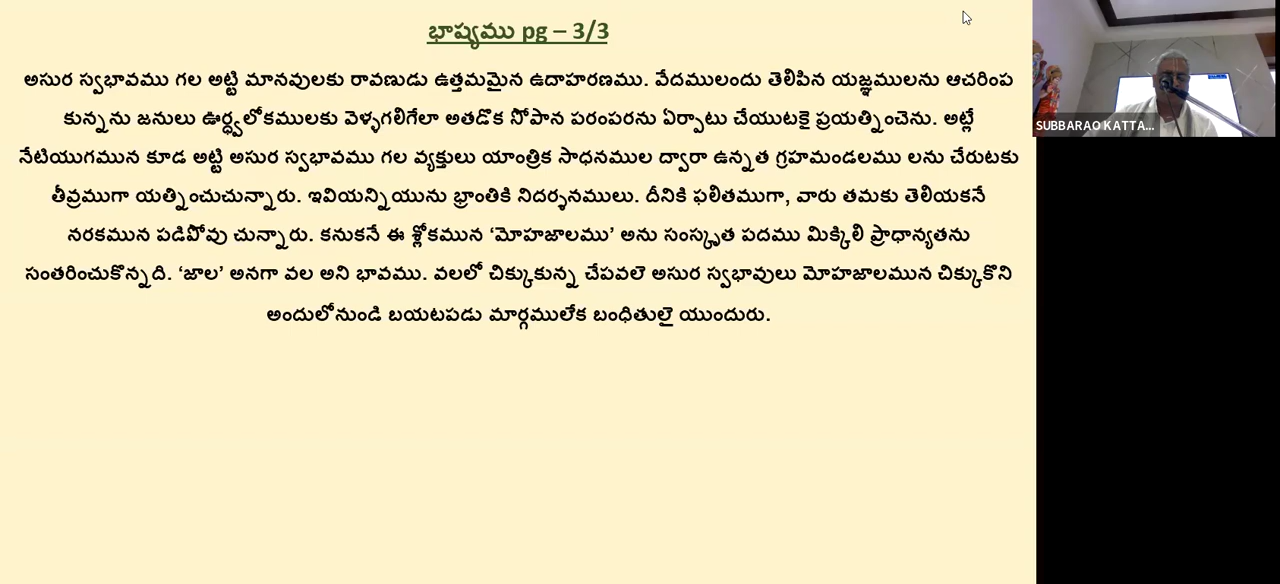 భాష్యము pg – 3/3
అసుర స్వభావము గల అట్టి మానవులకు రావణుడు ఉత్తమమైన ఉదాహరణము. వేదములందు తెలిపిన యజ్ఞములను ఆచరింప
కున్నను జనులు ఊర్ధ్వలోకములకు వెళ్ళగలిగేలా అతడొక సోపాన పరంపరను ఏర్పాటు చేయుటకై ప్రయత్నించెను. అట్లే
నేటియుగమున కూడ అట్టి అసుర స్వభావము గల వ్యక్తులు యాంత్రిక సాధనముల ద్వారా ఉన్నత గ్రహమండలము లను చేరుటకు
తీవ్రముగా యత్నించుచున్నారు. ఇవియన్నియును భ్రాంతికి నిదర్శనములు. దీనికి ఫలితముగా, వారు తమకు తెలియకనే
నరకమున పడిపోవు చున్నారు. కనుకనే ఈ శ్లోకమున ‘మోహజాలము’ అను సంస్కృత పదము మిక్కిలి ప్రాధాన్యతను
సంతరించుకొన్నది. ‘జాల’ అనగా వల అని భావము. వలలో చిక్కుకున్న చేపవలె అసుర స్వభావులు మోహజాలమున చిక్కుకొని
అందులోనుండి బయటపడు మార్గములేక బంధితులై యుందురు.
SUBBARAO KATTA...